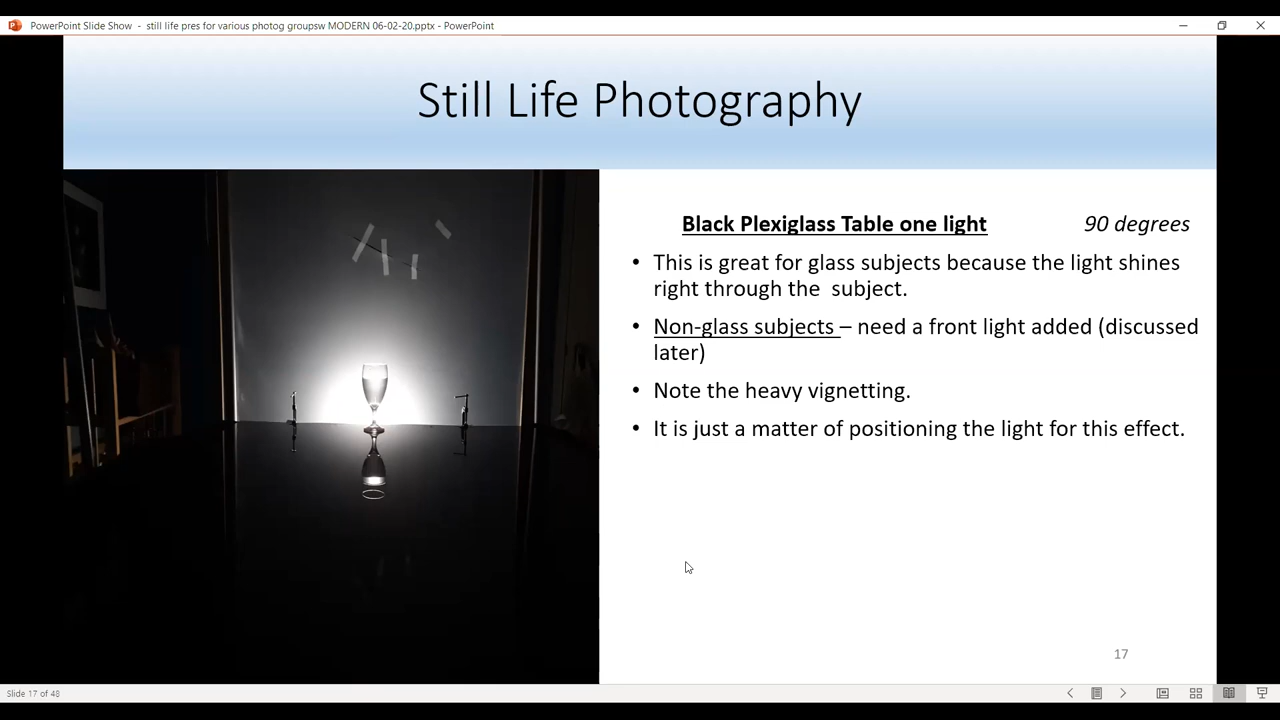 PowerPoint Slide Show - still life pres for various photog groupsw MODERN 06-02-20.pptx - PowerPoint
Still Life Photography
Black Plexiglass Table one light 90 degrees
• This is great for glass subjects because the light shines
right through the subject.
• Non-glass subjects – need a front light added (discussed
later)
• Note the heavy vignetting.
• It is just a matter of positioning the light for this effect.
17
Slide 17 of 48